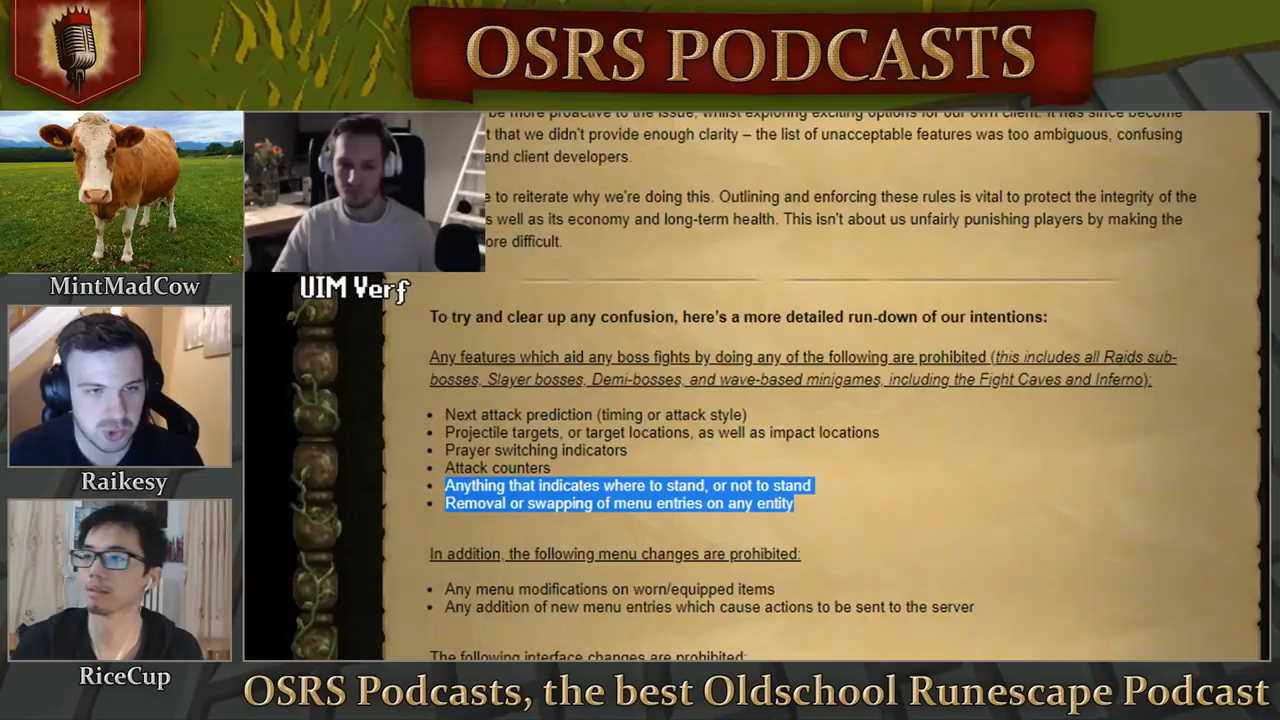 OSRS PODCASTS
be more proactive to the issue, whilst exploring exciting options for our own client. It has since become
t that we didn't provide enough clarity – the list of unacceptable features was too ambiguous, confusing
and client developers.
e to reiterate why we're doing this. Outlining and enforcing these rules is vital to protect the integrity of the
s well as its economy and long-term health. This isn't about us unfairly punishing players by making the
ore difficult.
MintMadCow
UIM Verf
To try and clear up any confusion, here's a more detailed run-down of our intentions:
Any features which aid any boss fights by doing any of the following are prohibited (this includes all Raids sub-
bosses, Slayer bosses, Demi-bosses, and wave-based minigames, including the Fight Caves and Inferno):
• Next attack prediction (timing or attack style)
• Projectile targets, or target locations, as well as impact locations
• Prayer switching indicators
• Attack counters
• Anything that indicates where to stand, or not to stand
• Removal or swapping of menu entries on any entity
Raikesy
In addition, the following menu changes are prohibited:
• Any menu modifications on worn/equipped items
• Any addition of new menu entries which cause actions to be sent to the server
The following interface changes are prohibited:
RiceCup
OSRS Podcasts, the best Oldschool Runescape Podcast